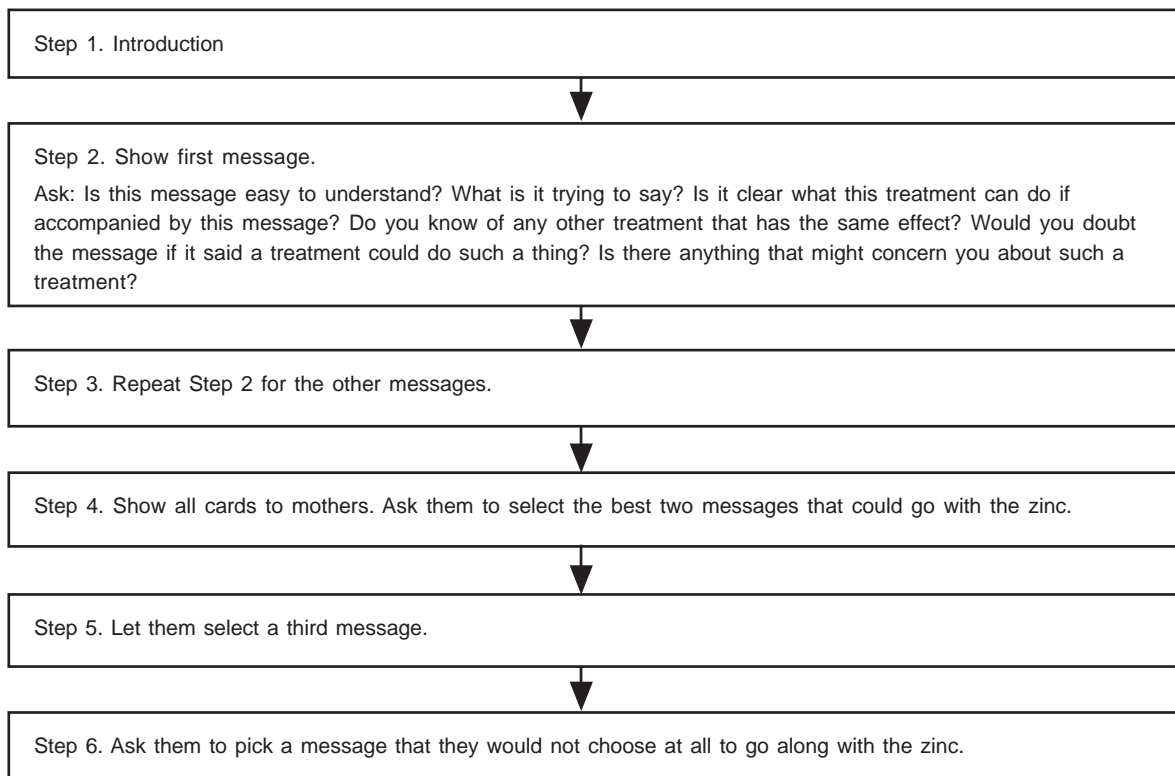 Step 1. Introduction
Step 2. Show first message.
Ask: Is this message easy to understand? What is it trying to say? Is it clear what this treatment can do if
accompanied by this message? Do you know of any other treatment that has the same effect? Would you doubt
the message if it said a treatment could do such a thing? Is there anything that might concern you about such a
treatment?
Step 3. Repeat Step 2 for the other messages.
Step 4. Show all cards to mothers. Ask them to select the best two messages that could go with the zinc.
Step 5. Let them select a third message.
Step 6. Ask them to pick a message that they would not choose at all to go along with the zinc.